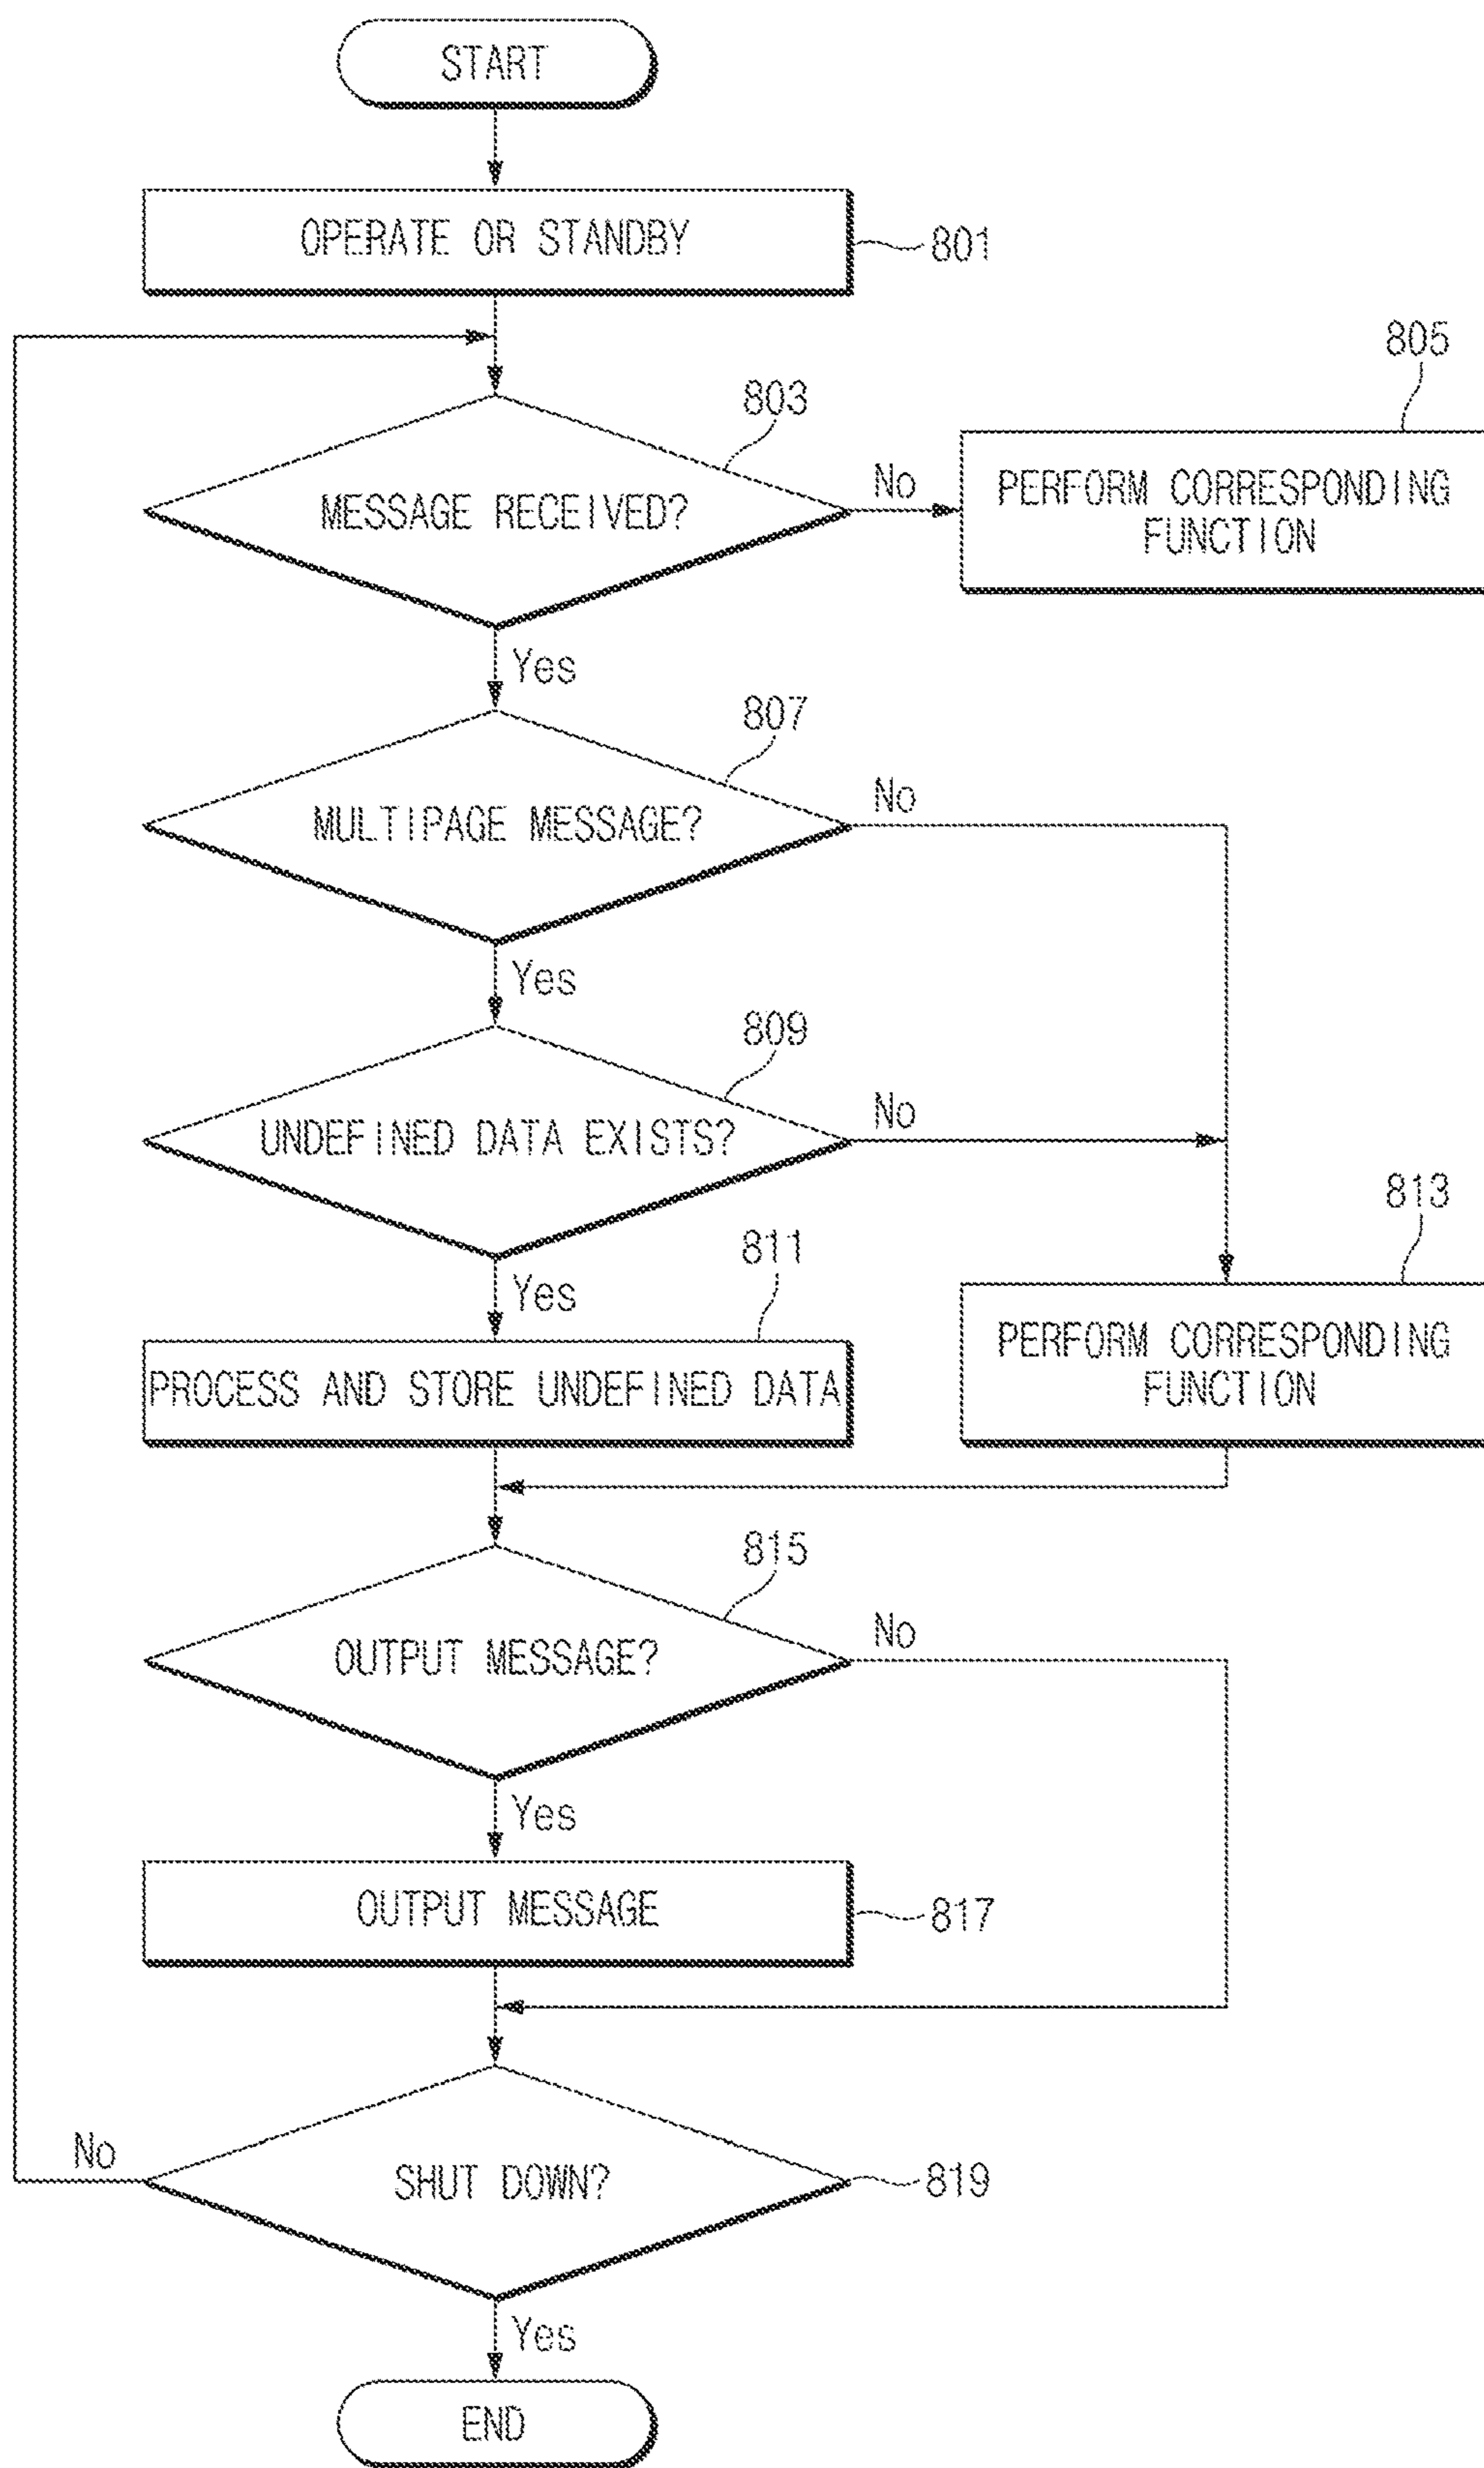 START
OPERATE OR STANDBY
801
805
803
No
PERFORM CORRESPONDING
FUNCTION
MESSAGE RECEIVED?
Yes
807
No
MULTIPAGE MESSAGE?
Yes
809
No
UNDEFINED DATA EXISTS?
813
811
Yes
PERFORM CORRESPONDING
FUNCTION
PROCESS AND STORE UNDEFINED DATA
815
No
OUTPUT MESSAGE?
Yes
OUTPUT MESSAGE
817
No
SHUT DOWN?
819
Yes
END